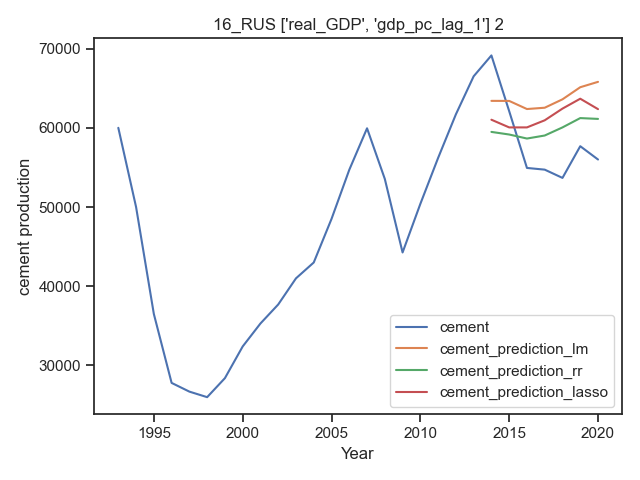 16_RUS ['real_GDP', 'gdp_pc_lag_1'] 2
70000
60000
50000
40000
30000
cement production
cement
cement_prediction_lm
cement_prediction_rr
cement_prediction_lasso
1995
2000
2005
2010
2015
2020
Year